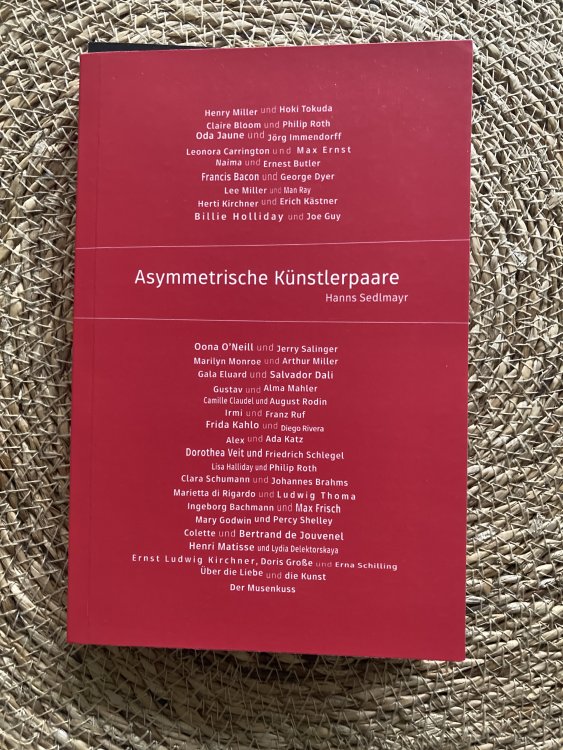 Henry Miller und Hoki Tokuda
Claire Bloom und Philip Roth
Oda Jaune und Jörg Immendorff
Leonora Carrington und Max Ernst
Naima und Ernest Butler
Francis Bacon und George Dyer
Lee Miller und Man Ray
Herti Kirchner und Erich Kästner
Billie Holliday und Joe Guy
Asymmetrische Künstlerpaare
Hanns Sedlmayr
Oona O'Neill und Jerry Salinger
Marilyn Monroe und Arthur Miller
Gala Eluard und Salvador Dali
Gustav und Alma Mahler
Camille Claudel und August Rodin
Irmi und Franz Ruf
Frida Kahlo und Diego Rivera
Alex und Ada Katz
Dorothea Veit und Friedrich Schlegel
Lisa Halliday und Philip Roth
Clara Schumann und Johannes Brahms
Marietta di Rigardo und Ludwig Thoma
Ingeborg Bachmann und Max Frisch
Mary Godwin und Percy Shelley
Colette und Bertrand de Jouvenel
Henri Matisse und Lydia Delektorskaya
Ernst Ludwig Kirchner, Doris Große und Erna Schilling
Über die Liebe und die Kunst
Der Musenkuss